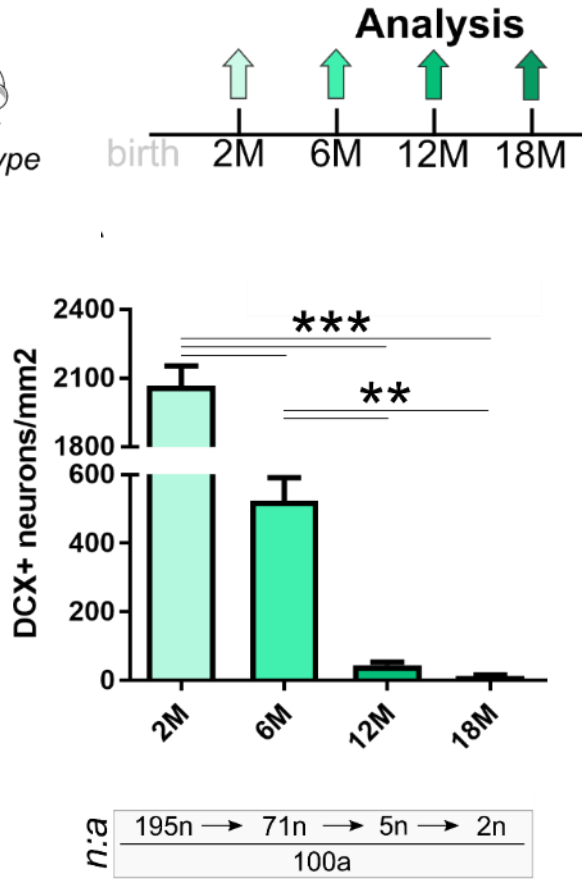 Analysis
birth 2M 6M 12M 18M
ype
2400
***
2100
**
1800
600
400
200
0
DCX+ neurons/mm2
2M 6M 12M 18M
n:a
195n → 71n → 5n → 2n
100a